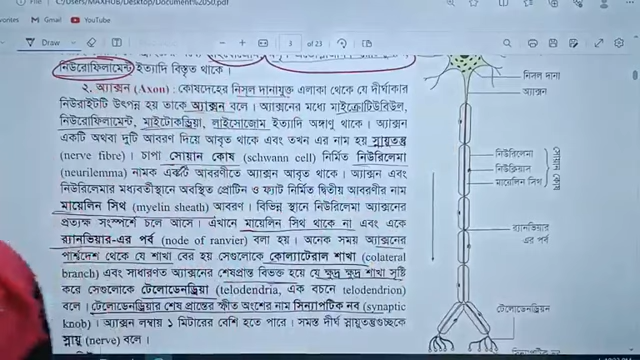 file:///C:/Users/MAXHUB/Desktop/Document%2050.pdf
Gmail
YouTube
Draw
3
of 23
নিউরোফিলামেন্ট ইত্যাদি বিস্তৃত থাকে।
২. অ্যাক্সন (Axon): কোষদেহের নিসল দানাযুক্ত এলাকা থেকে যে দীর্ঘাকার
নিউরাইটটি উৎপন্ন হয় তাকে অ্যাক্সন বলে। অ্যাক্সনের মধ্যে মাইক্রোটিউবিউল,
নিউরোফিলামেন্ট, মাইটোকন্ড্রিয়া, লাইসোজোম ইত্যাদি অঙ্গাণু থাকে। অ্যাক্সন
একটি অথবা দুটি আবরণ দিয়ে আবৃত থাকে এবং তখন এর নাম হয় স্নায়ুতন্তু
(nerve fibre)। চাপা সোয়ান কোষ (schwann cell) নির্মিত নিউরিলেমা
(neurilemma) নামক একটি আবরণীতে অ্যাক্সন আবৃত থাকে। অ্যাক্সন এবং
নিউরিলেমার মধ্যবর্তীস্থানে অবস্থিত প্রোটিন ও ফ্যাট নির্মিত দ্বিতীয় আবরণীর নাম
মায়েলিন সিথ (myelin sheath) আবরণ। বিভিন্ন স্থানে নিউরিলেমা অ্যাক্সনের
প্রত্যক্ষ সংস্পর্শে চলে আসে। এখানে মায়েলিন সিথ থাকে না এবং একে
র‍্যানভিয়ার-এর পর্ব (node of ranvier) বলা হয়। অনেক সময় অ্যাক্সনের
পার্শ্বদেশ থেকে যে শাখা বের হয় সেগুলোকে কোল্যাটেরাল শাখা (colateral
branch) এবং সাধারণত অ্যাক্সনের শেষপ্রান্ত বিভক্ত হয়ে যে ক্ষুদ্র ক্ষুদ্র শাখা সৃষ্টি
করে সেগুলোকে টেলোডেনড্রিয়া (telodendria, এক বচনে telodendrion)
বলে। টেলোডেনড্রিয়ার শেষ প্রান্তের স্ফীত অংশের নাম সিন্যাপটিক নব (synaptic
knob)। অ্যাক্সন লম্বায় ১ মিটারের বেশি হতে পারে। সমস্ত দীর্ঘ স্নায়ুতন্তুগুচ্ছকে
স্নায়ু (nerve) বলে।
নিসল দানা
অ্যাক্সন
নিউরিলেমা
নিউক্লিয়াস
মায়েলিন সিথ
সোয়ান কোষ
র‍্যানভিয়ার
এর পর্ব
টেলোডেনড্রিয়ন